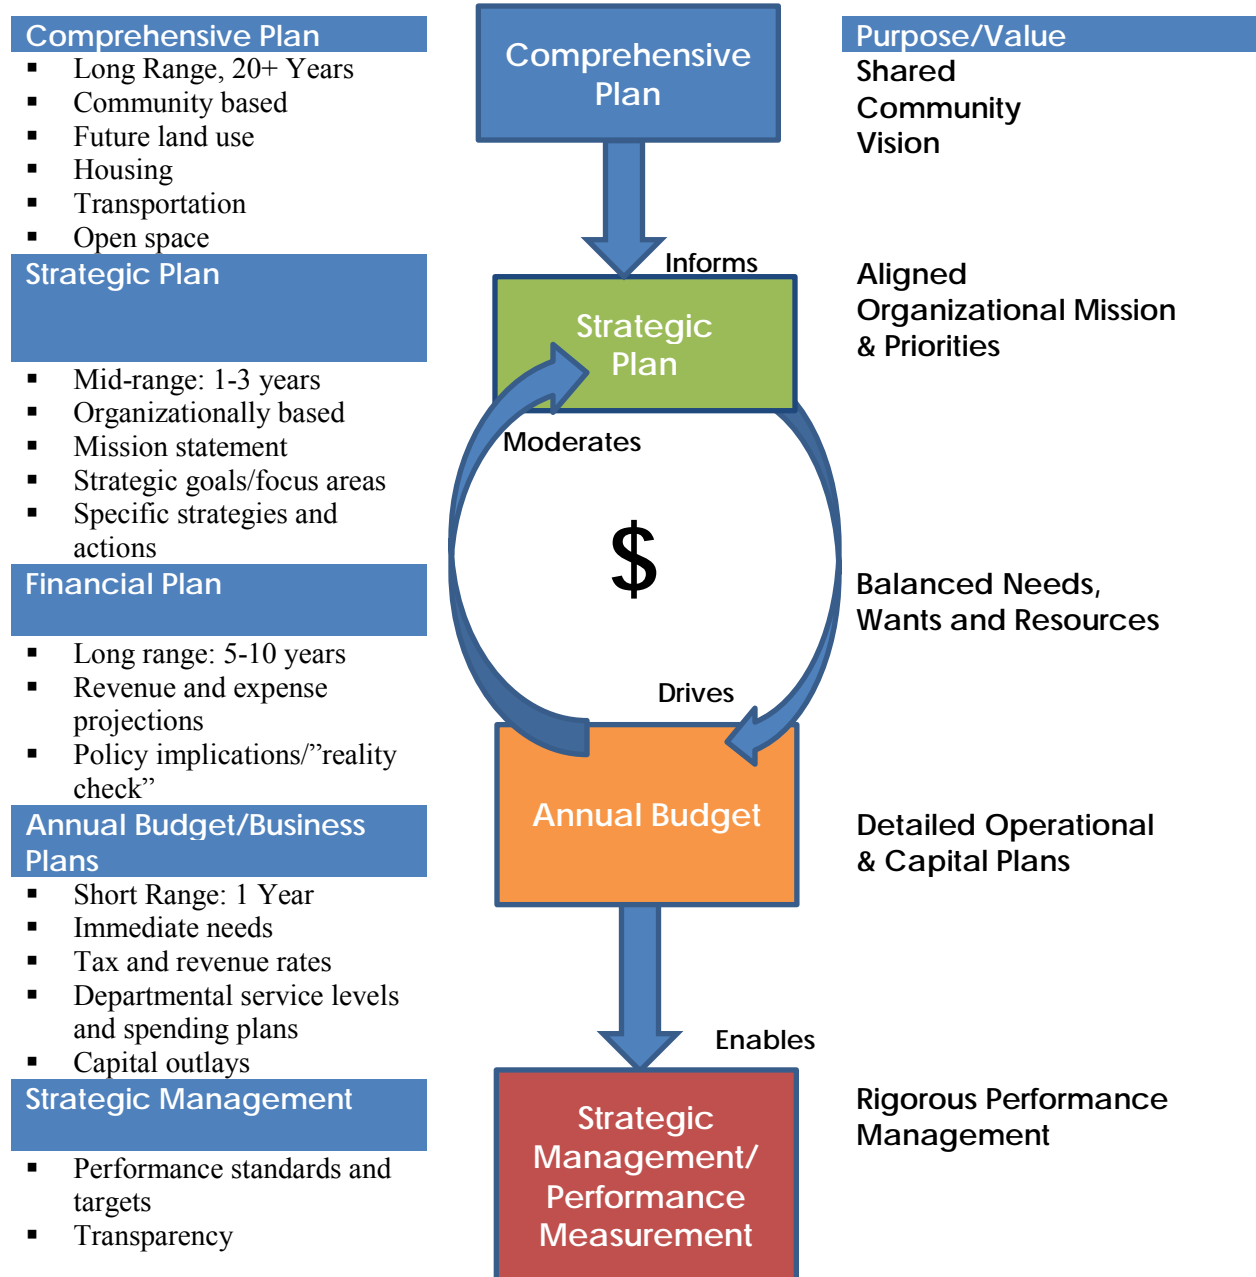 Comprehensive Plan
▪ Long Range, 20+ Years
▪ Community based
▪ Future land use
▪ Housing
▪ Transportation
▪ Open space
Strategic Plan
▪ Mid-range: 1-3 years
▪ Organizationally based
▪ Mission statement
▪ Strategic goals/focus areas
▪ Specific strategies and
actions
Financial Plan
▪ Long range: 5-10 years
▪ Revenue and expense
projections
▪ Policy implications/”reality
check”
Annual Budget/Business
Plans
▪ Short Range: 1 Year
▪ Immediate needs
▪ Tax and revenue rates
▪ Departmental service levels
and spending plans
▪ Capital outlays
Strategic Management
▪ Performance standards and
targets
▪ Transparency
Comprehensive
Plan
Informs
Strategic
Plan
Moderates
$
Drives
Annual Budget
Enables
Strategic
Management/
Performance
Measurement
Purpose/Value
Shared
Community
Vision
Aligned
Organizational Mission
& Priorities
Balanced Needs,
Wants and Resources
Detailed Operational
& Capital Plans
Rigorous Performance
Management